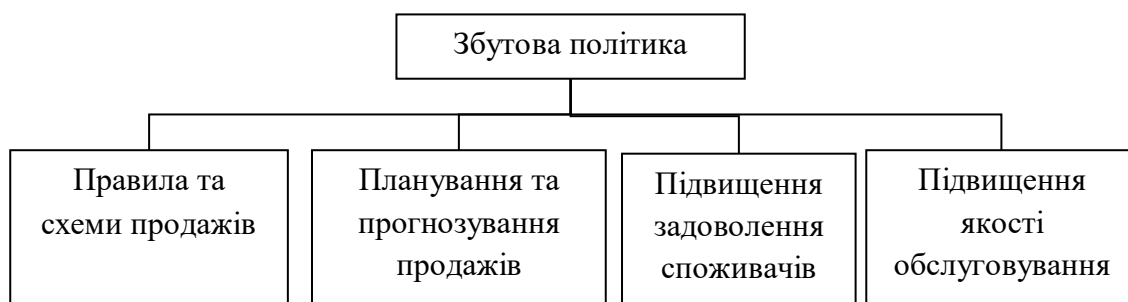 Збутова політика
Правила та
схеми продажів
Планування та
прогнозування
продажів
Підвищення
задоволення
споживачів
Підвищення
якості
обслуговування